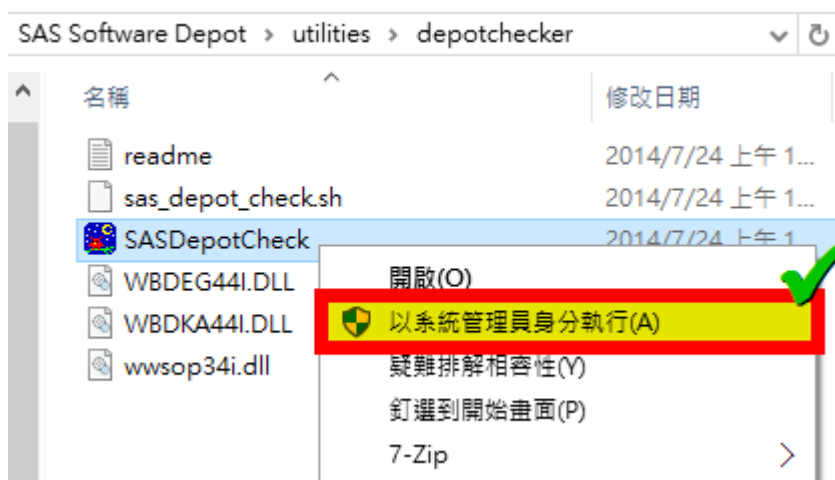 SAS Software Depot › utilities › depotchecker
名稱 修改日期
readme 2014/7/24 上午 1...
sas_depot_check.sh 2014/7/24 上午 1...
SASDepotCheck 2014/7/24 上午 1
WBDEG44I.DLL 開啟(O)
WBDKA44I.DLL 以系統管理員身分執行(A)
wwsop34i.dll 疑難排解相容性(Y)
釘選到開始畫面(P)
7-Zip